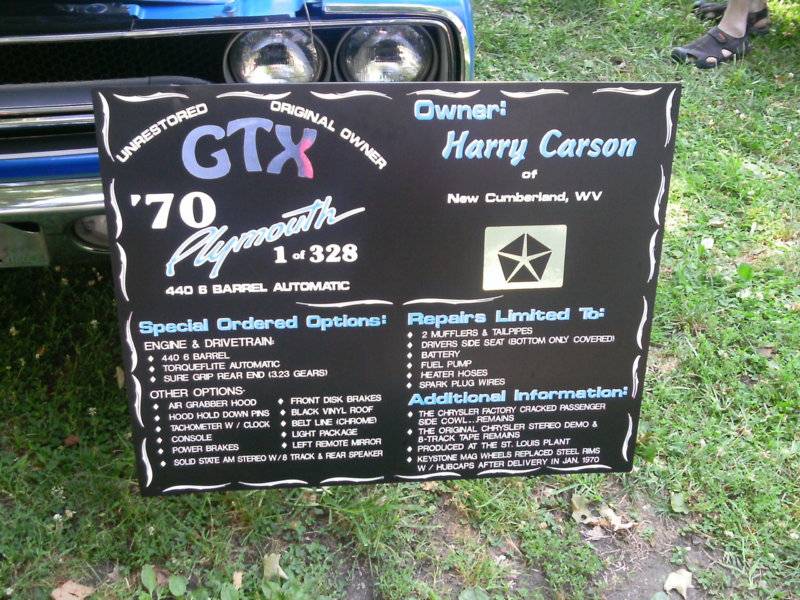 UNRESTORED ORIGINAL OWNER
GTX
'70
Plymouth
1 of 328
440 6 BARREL AUTOMATIC
Owner:
Harry Carson
of
New Cumberland, WV
Special Ordered Options:
ENGINE & DRIVETRAIN:
440 6 BARREL
TORQUEFLITE AUTOMATIC
SURE GRIP REAR END (3.23 GEARS)
OTHER OPTIONS:
AIR GRABBER HOOD
HOOD HOLD DOWN PINS
TACHOMETER W / CLOCK
CONSOLE
POWER BRAKES
FRONT DISK BRAKES
BLACK VINYL ROOF
BELT LINE (CHROME)
LIGHT PACKAGE
LEFT REMOTE MIRROR
SOLID STATE AM STEREO W/ 8 TRACK & REAR SPEAKER
Repairs Limited To:
2 MUFFLERS & TAILPIPES
DRIVERS SIDE SEAT (BOTTOM ONLY COVERED)
BATTERY
FUEL PUMP
HEATER HOSES
SPARK PLUG WIRES
Additional Information:
THE CHRYSLER FACTORY CRACKED PASSENGER
SIDE COWL...REMAINS
THE ORIGINAL CHRYSLER STEREO DEMO &
8-TRACK TAPE REMAINS
PRODUCED AT THE ST. LOUIS PLANT
KEYSTONE MAG WHEELS REPLACED STEEL RIMS
W / HUBCAPS AFTER DELIVERY IN JAN. 1970